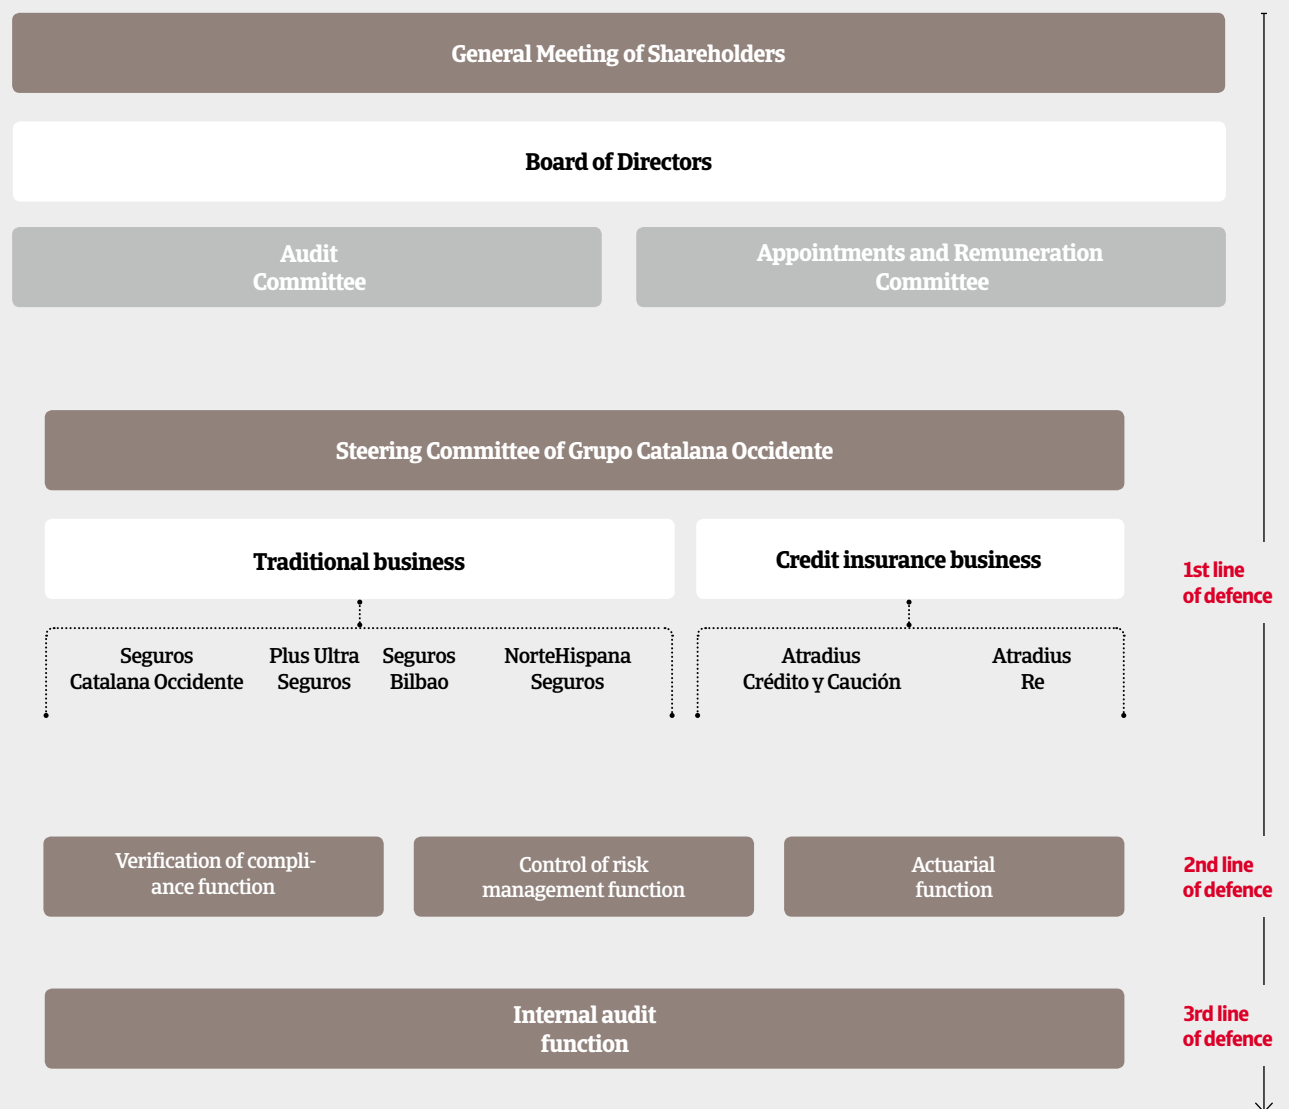 General Meeting of Shareholders
Board of Directors
Audit
Committee
Appointments and Remuneration
Committee
Steering Committee of Grupo Catalana Occidente
Traditional business
Credit insurance business
1st line
of defence
Seguros
Catalana Occidente
Plus Ultra
Seguros
Seguros
Bilbao
NorteHispana
Seguros
Atradius
Crédito y Caución
Atradius
Re
Verification of compli-
ance function
Control of risk
management function
Actuarial
function
2nd line
of defence
Internal audit
function
3rd line
of defence